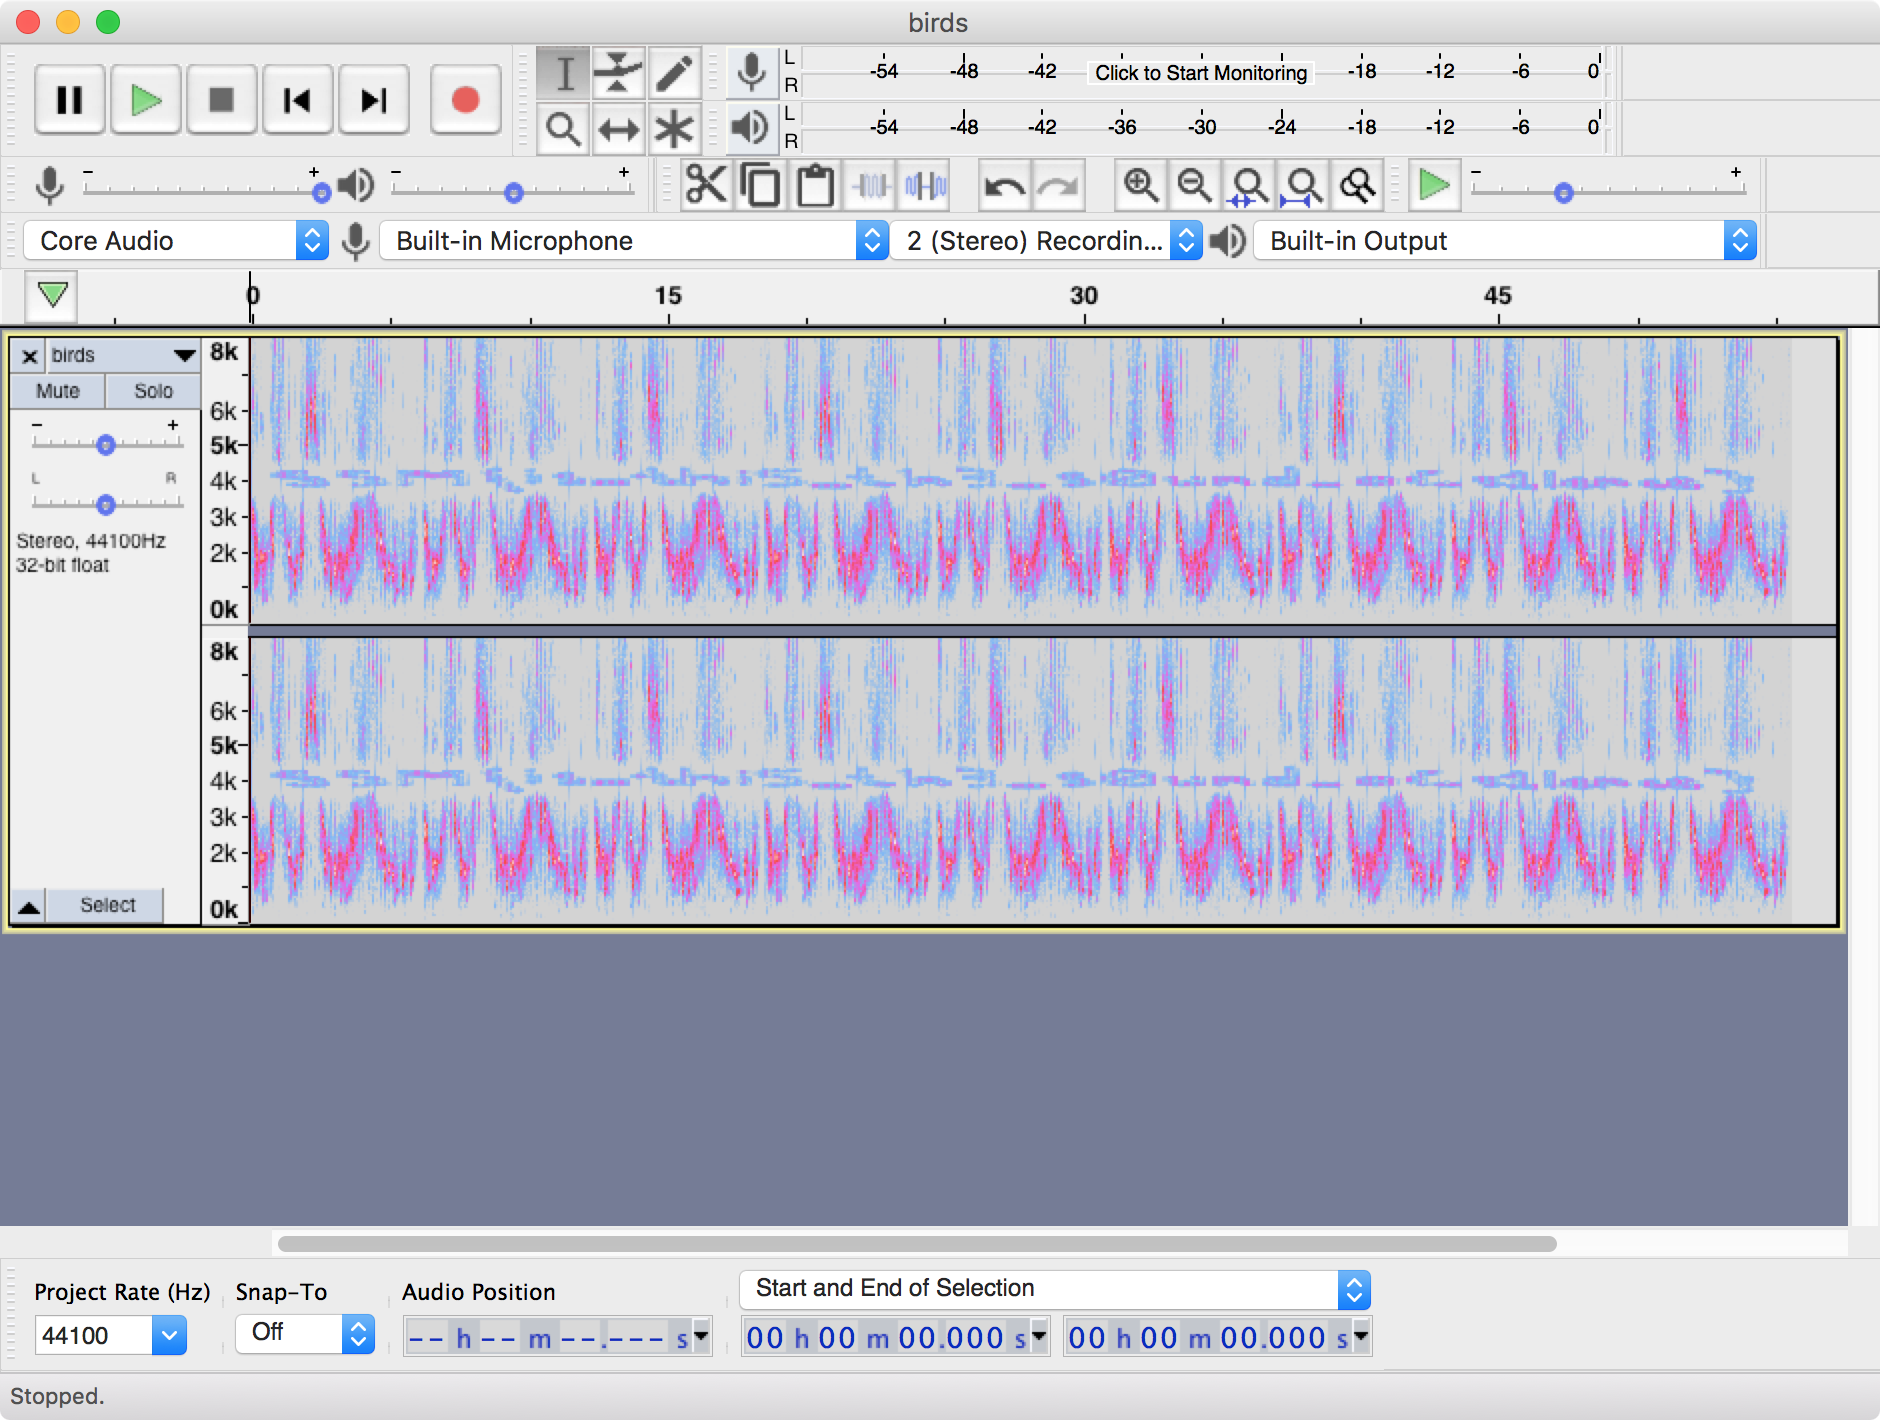 birds
L
R
-54 -48 -42 Click to Start Monitoring -18 -12 -6 0
L
R
-54 -48 -42 -36 -30 -24 -18 -12 -6 0
- + - + - +
Core Audio Built-in Microphone 2 (Stereo) Recordin... Built-in Output
0 15 30 45
birds
Mute Solo
- +
L R
Stereo, 44100Hz
32-bit float
Select
8k
6k
5k
4k
3k
2k
0k
8k
6k
5k
4k
3k
2k
0k
Project Rate (Hz) Snap-To Audio Position Start and End of Selection
44100 Off -- h -- m --.--- s 00 h 00 m 00.000 s 00 h 00 m 00.000 s
Stopped.